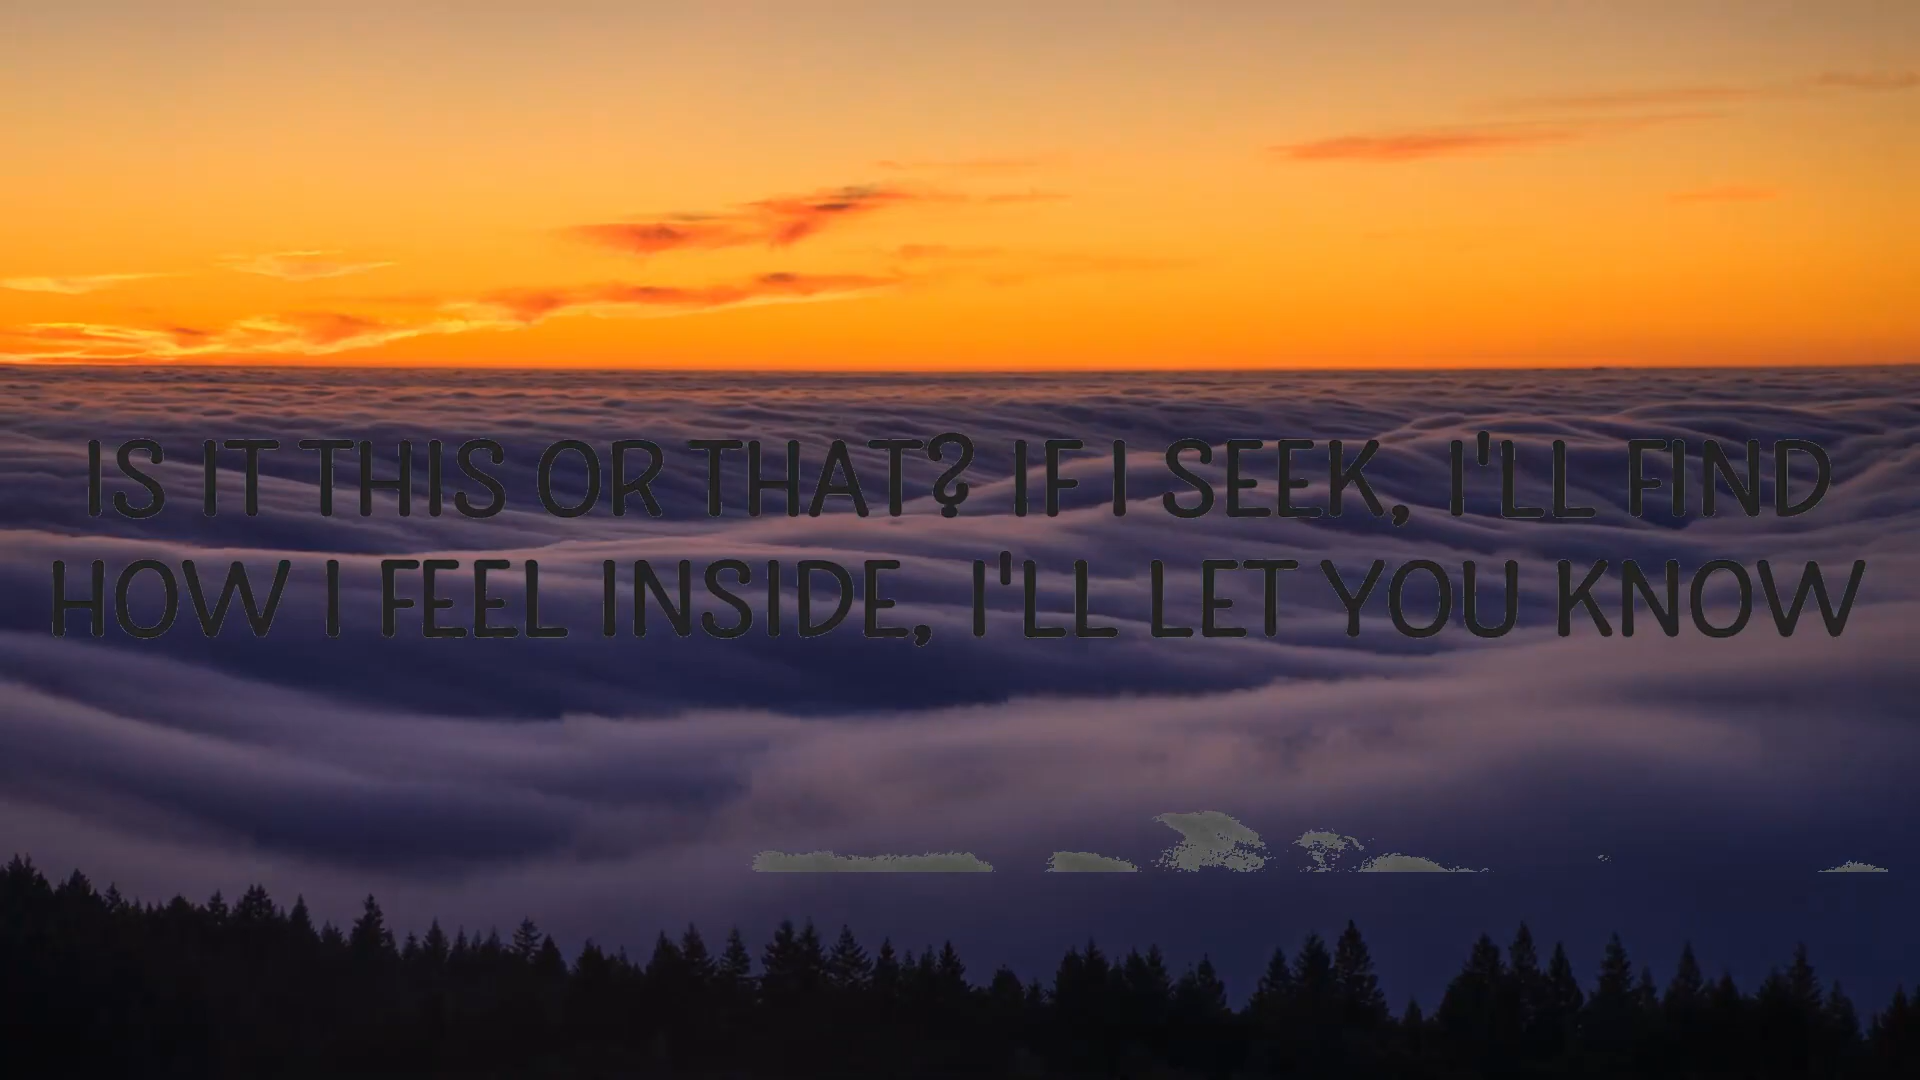 IS IT THIS OR THAT? IF I SEEK, I'LL FIND
HOW I FEEL INSIDE, I'LL LET YOU KNOW